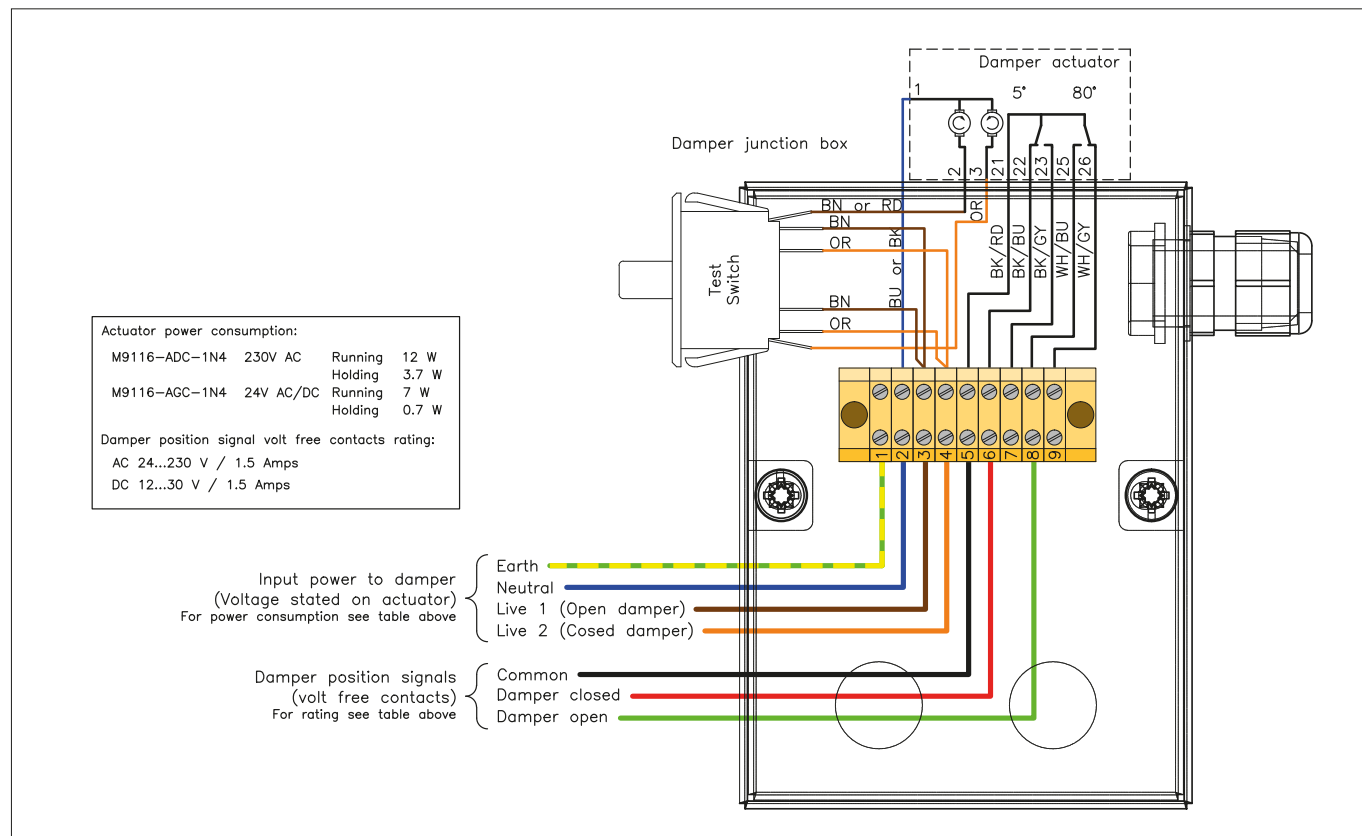 Damper actuator
1
5°
80°
Damper junction box
2
3
21
22
23
25
26
BN or RD
BN
OR
BU or BK
OR
BK/RD
BK/BU
BK/GY
WH/BU
WH/GY
Test
Switch
BN
OR
Actuator power consumption:
M9116-ADC-1N4 230V AC Running 12 W
Holding 3.7 W
M9116-AGC-1N4 24V AC/DC Running 7 W
Holding 0.7 W
Damper position signal volt free contacts rating:
AC 24...230 V / 1.5 Amps
DC 12...30 V / 1.5 Amps
1 2 3 4 5 6 7 8 9
Input power to damper
(Voltage stated on actuator)
For power consumption see table above
Earth
Neutral
Live 1 (Open damper)
Live 2 (Cosed damper)
Damper position signals
(volt free contacts)
For rating see table above
Common
Damper closed
Damper open